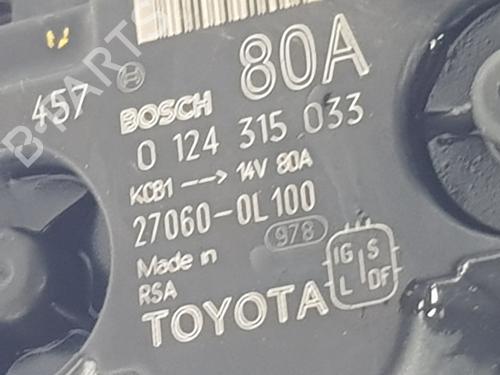 B-PARTS
80A
457
BOSCH
0 124 315 033
KCB1 --> 14V 80A
27060-0L100
978
Made in
RSA
IG S
L DF
TOYOTA